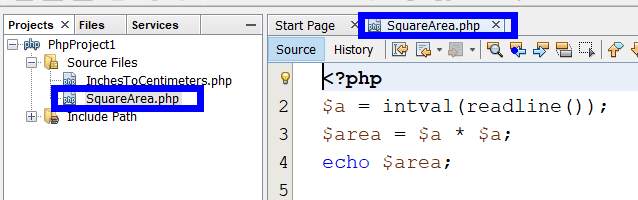 Projects Files Services
PhpProject1
Source Files
InchesToCentimeters.php
SquareArea.php
Include Path
Start Page SquareArea.php
Source History
<?php
2 $a = intval(readline());
3 $area = $a * $a;
4 echo $area;
5